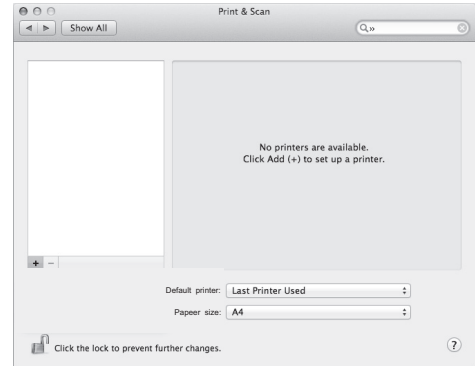 Print & Scan
Show All
»
No printers are available.
Click Add (+) to set up a printer.
+ −
Default printer: Last Printer Used
Papeer size: A4
Click the lock to prevent further changes.
?